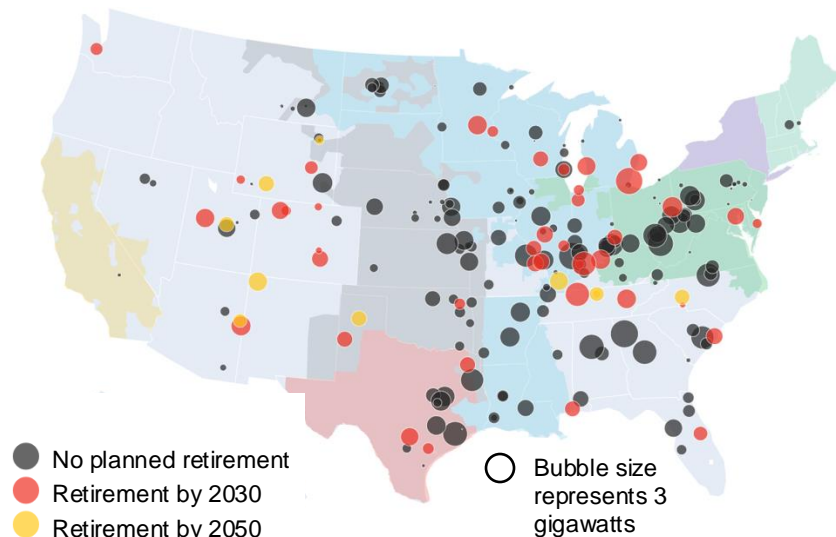 No planned retirement
Retirement by 2030
Retirement by 2050
Bubble size
represents 3
gigawatts